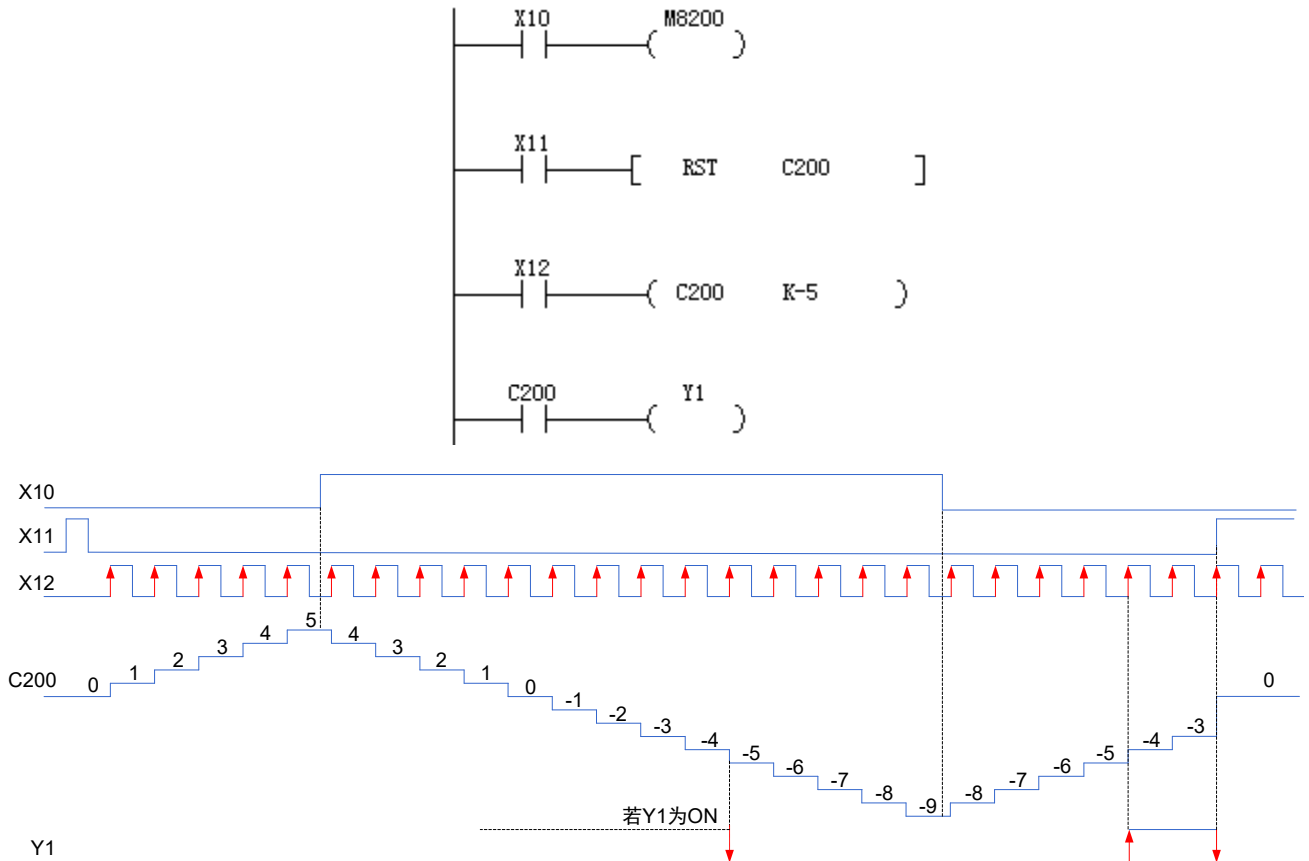 X10 M8200
X11
RST C200
X12
C200 K-5
C200 Y1
X10
X11
X12
C200 0 1 2 3 4 5 4 3 2 1 0 -1 -2 -3 -4 -5 -6 -7 -8 -9 -8 -7 -6 -5 -4 -3 0
若Y1为ON
Y1